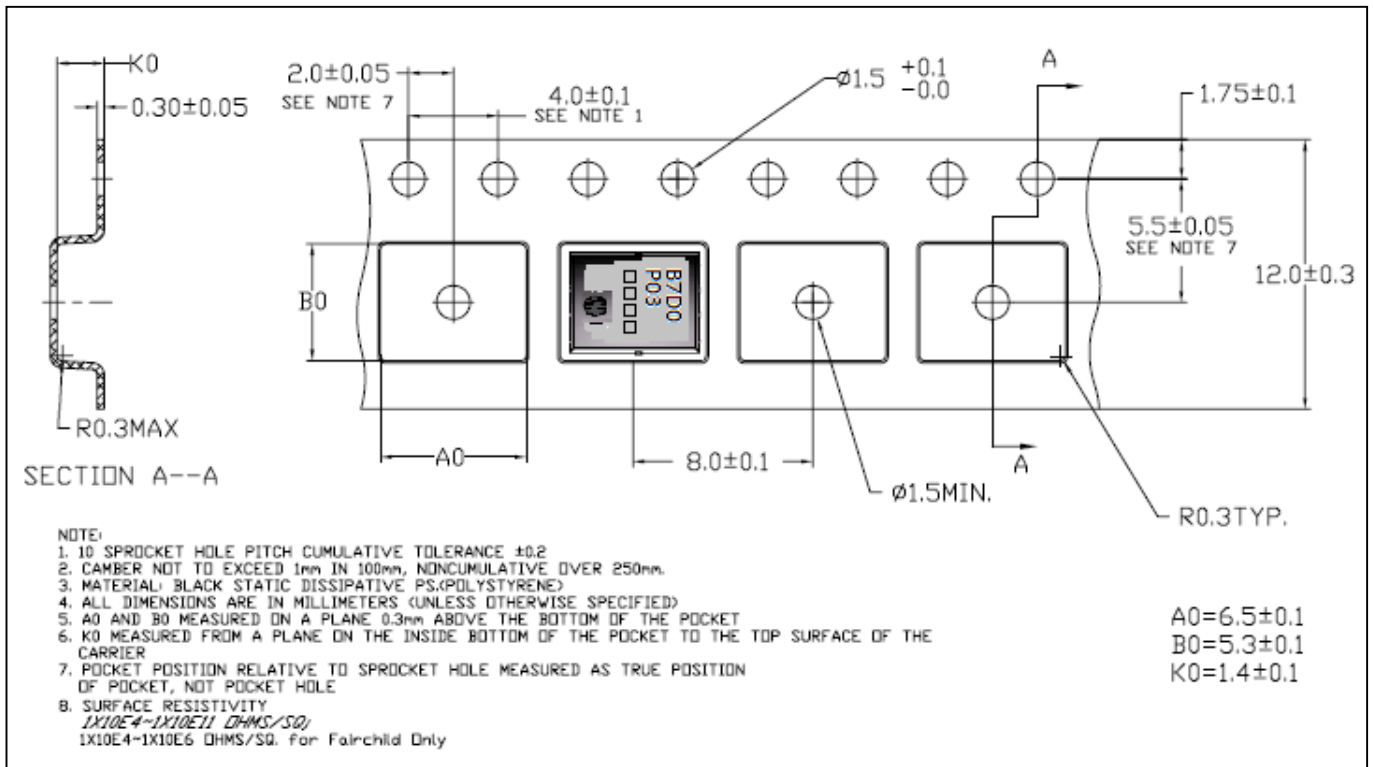 K0
0.30±0.05
2.0±0.05
SEE NOTE 7
4.0±0.1
SEE NOTE 1
Ø1.5 +0.1 -0.0
A
1.75±0.1
5.5±0.05
SEE NOTE 7
12.0±0.3
B0
B7D0
P03
R0.3MAX
A0
8.0±0.1
A
Ø1.5MIN.
R0.3TYP.
SECTION A--A
NOTE:
1. 10 SPROCKET HOLE PITCH CUMULATIVE TOLERANCE ±0.2
2. CAMBER NOT TO EXCEED 1mm IN 100mm, NONCUMULATIVE OVER 250mm.
3. MATERIAL: BLACK STATIC DISSIPATIVE PS.(POLYSTYRENE)
4. ALL DIMENSIONS ARE IN MILLIMETERS (UNLESS OTHERWISE SPECIFIED)
5. A0 AND B0 MEASURED ON A PLANE 0.3mm ABOVE THE BOTTOM OF THE POCKET
6. K0 MEASURED FROM A PLANE ON THE INSIDE BOTTOM OF THE POCKET TO THE TOP SURFACE OF THE
CARRIER
7. POCKET POSITION RELATIVE TO SPROCKET HOLE MEASURED AS TRUE POSITION
OF POCKET, NOT POCKET HOLE
8. SURFACE RESISTIVITY
1X10E4~1X10E11 OHMS/SQ;
1X10E4~1X10E6 OHMS/SQ. for Fairchild Only
A0=6.5±0.1
B0=5.3±0.1
K0=1.4±0.1